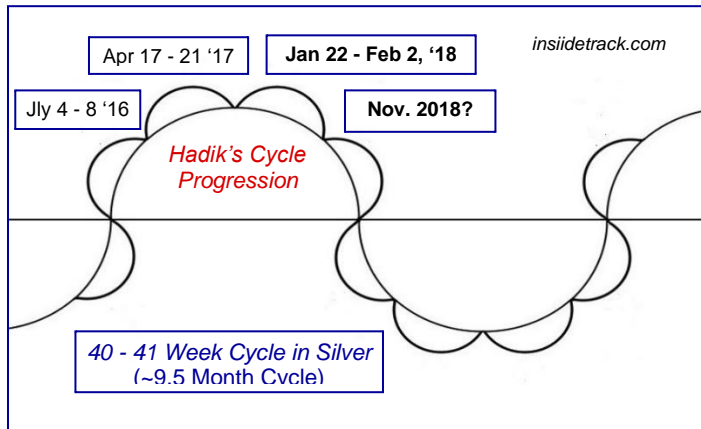 insiidetrack.com
Apr 17 - 21 ‘17
Jan 22 - Feb 2, ‘18
Jly 4 - 8 ‘16
Nov. 2018?
Hadik’s Cycle
Progression
40 - 41 Week Cycle in Silver
(~9.5 Month Cycle)